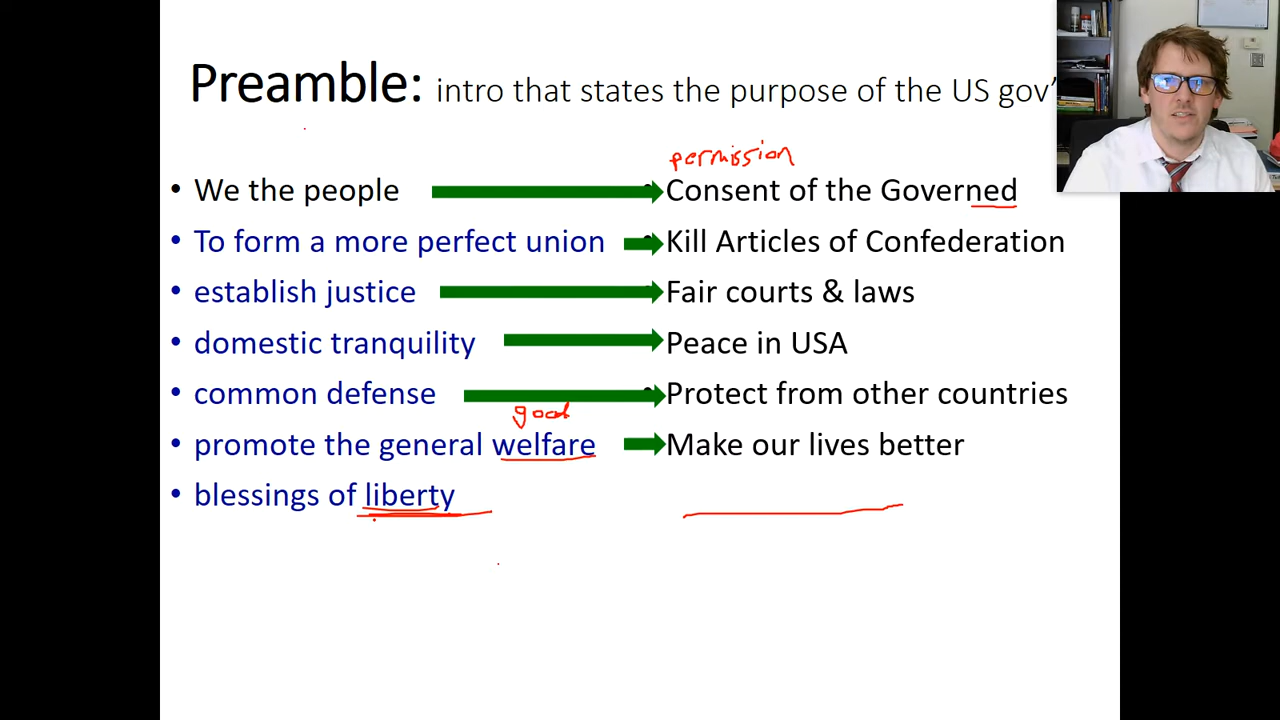 Preamble: intro that states the purpose of the US gov'
permission
• We the people • Consent of the Governed
• To form a more perfect union • Kill Articles of Confederation
• establish justice • Fair courts & laws
• domestic tranquility Peace in USA
• common defense • Protect from other countries
good
• promote the general welfare Make our lives better
• blessings of liberty